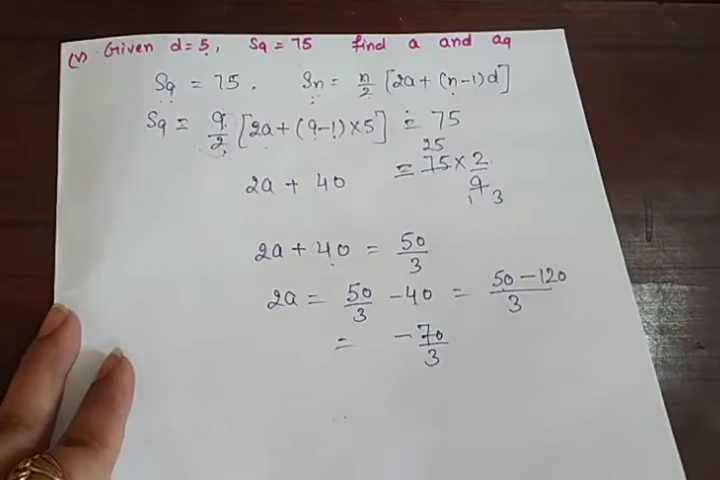 (v) Given d=5, S9 = 75 find a and a9
S9 = 75. Sn = n/2 [2a+(n-1)d]
S9 = 9/2 [2a+(9-1)×5] = 75
25
2a + 40 = 75 × 2/9
1 3
2a + 40 = 50/3
2a = 50/3 - 40 = 50-120/3
= -70/3